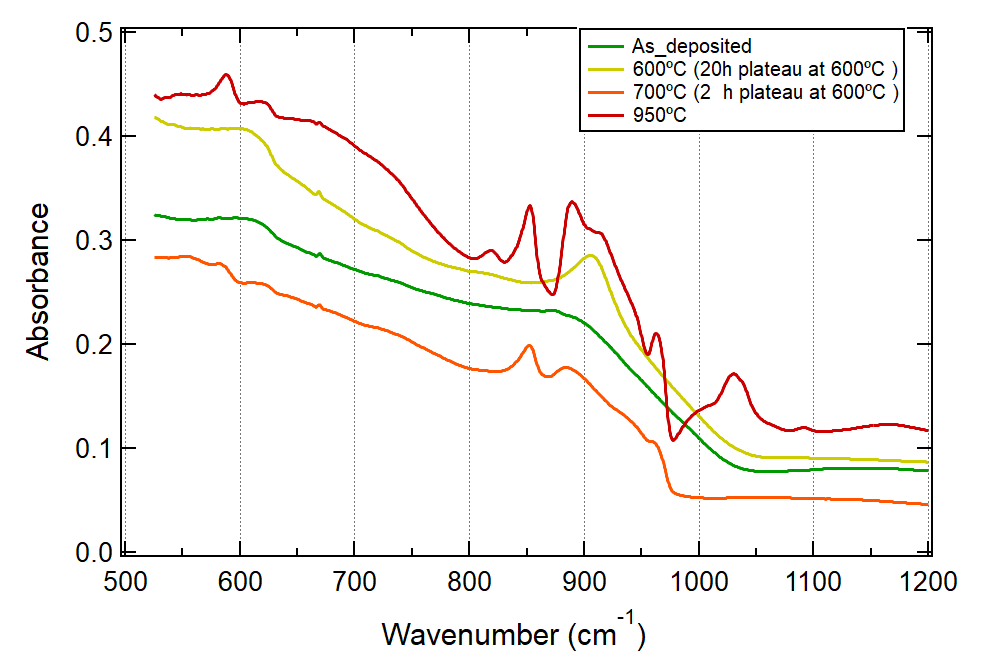 0.5
0.4
0.3
0.2
0.1
0.0
Absorbance
As_deposited
600ºC (20h plateau at 600ºC )
700ºC (2  h plateau at 600ºC )
950ºC
500 600 700 800 900 1000 1100 1200
Wavenumber (cm⁻¹)